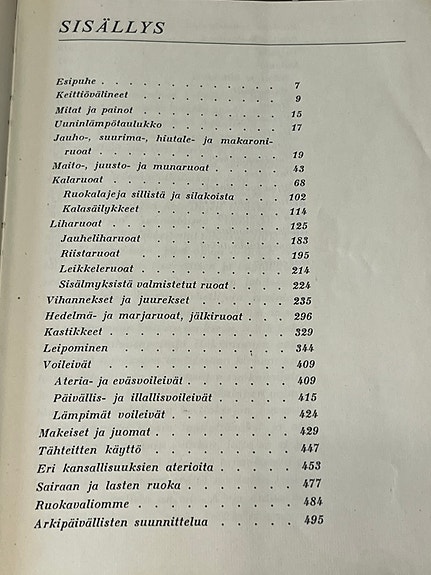 SISÄLLYS
Esipuhe . . . . . . . . . . . . 7
Keittiövälineet . . . . . . . . . . 9
Mitat ja painot . . . . . . . . . . 15
Uuninlämpötaulukko . . . . . . . . 17
Jauho-, suurima-, hiutale- ja makaroni-
ruoat . . . . . . . . . . . . 19
Maito-, juusto- ja munaruoat . . . . . 43
Kalaruoat . . . . . . . . . . . . 68
Ruokalajeja sillistä ja silakoista . . . 102
Kalasäilykkeet . . . . . . . . . 114
Liharuoat . . . . . . . . . . . . 125
Jauheliharuoat . . . . . . . . . 183
Riistaruoat . . . . . . . . . . 195
Leikkeleruoat . . . . . . . . . 214
Sisälmyksistä valmistetut ruoat . . . . 224
Vihannekset ja juurekset . . . . . . 235
Hedelmä- ja marjaruoat, jälkiruoat . . . 296
Kastikkeet . . . . . . . . . . . 329
Leipominen . . . . . . . . . . . 344
Voileivät . . . . . . . . . . . 409
Ateria- ja eväsvoileivät . . . . . . 409
Päivällis- ja illallisvoileivät . . . . . 415
Lämpimät voileivät . . . . . . . 424
Makeiset ja juomat . . . . . . . . . 429
Tähteitten käyttö . . . . . . . . . 447
Eri kansallisuuksien aterioita . . . . . 453
Sairaan ja lasten ruoka . . . . . . . 477
Ruokavaliomme . . . . . . . . . . 484
Arkipäivällisten suunnittelua . . . . . 495